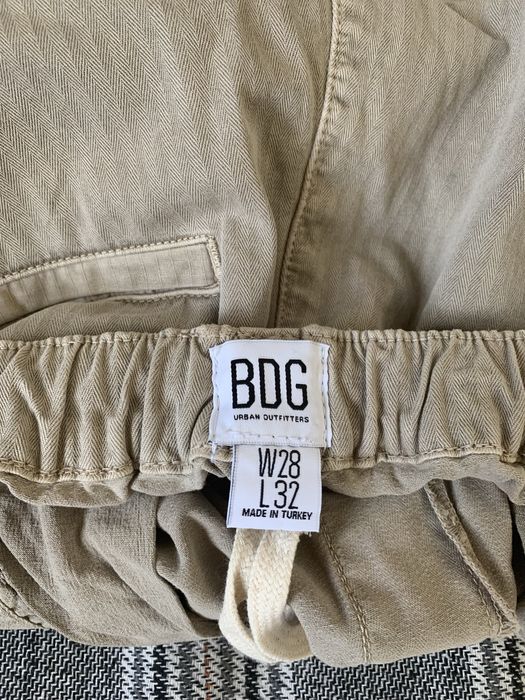 BDG
URBAN OUTFITTERS
W28
L32
MADE IN TURKEY